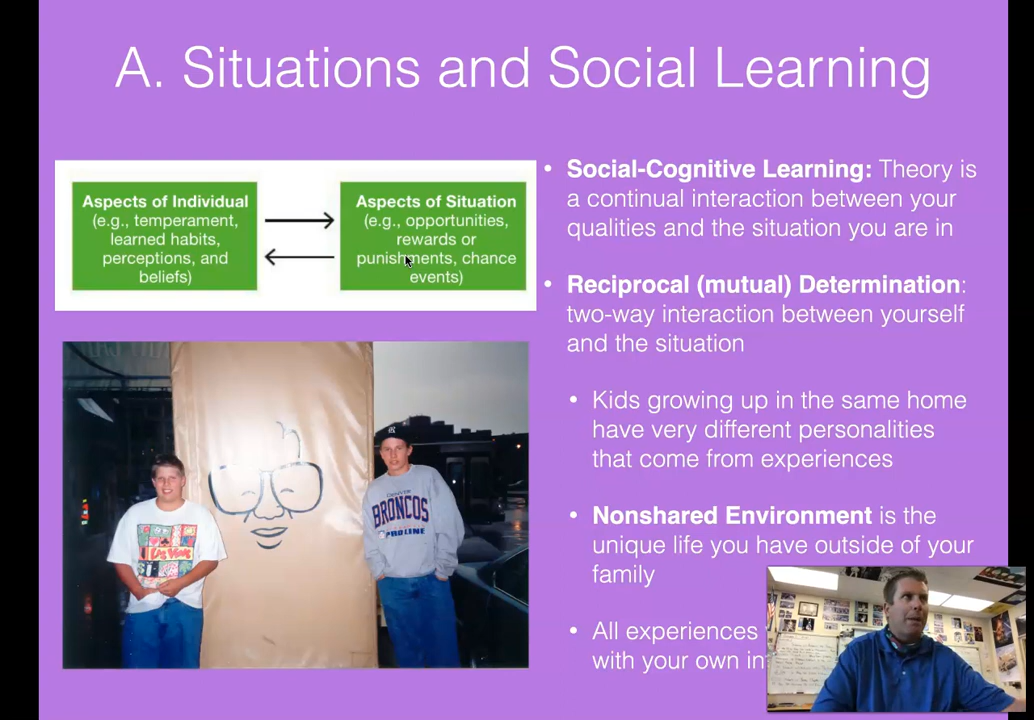 A. Situations and Social Learning
Aspects of Individual
(e.g., temperament,
learned habits,
perceptions, and
beliefs)
Aspects of Situation
(e.g., opportunities,
rewards or
punishments, chance
events)
• Social-Cognitive Learning: Theory is
a continual interaction between your
qualities and the situation you are in
• Reciprocal (mutual) Determination:
two-way interaction between yourself
and the situation
• Kids growing up in the same home
have very different personalities
that come from experiences
• Nonshared Environment is the
unique life you have outside of your
family
• All experiences
with your own
BRONCOS
PRO LINE